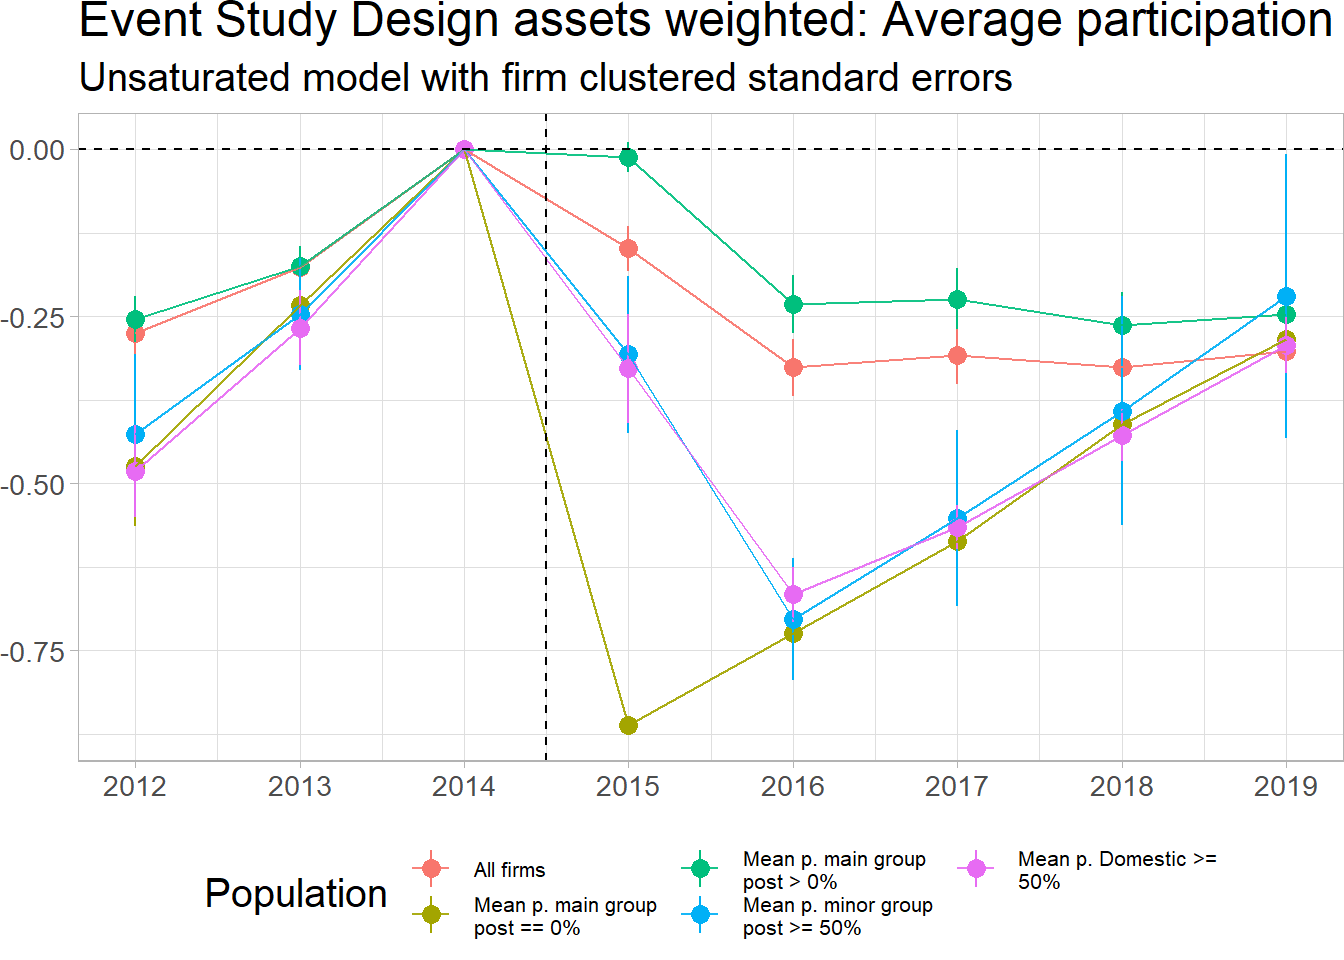 Event Study Design assets weighted: Average participation
Unsaturated model with firm clustered standard errors
0.00
-0.25
-0.50
-0.75
2012 2013 2014 2015 2016 2017 2018 2019
Population
All firms
Mean p. main group
post == 0%
Mean p. main group
post > 0%
Mean p. minor group
post >= 50%
Mean p. Domestic >=
50%